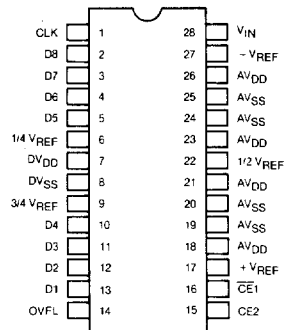 CLK 1 28 VIN
D8 2 27 - VREF
D7 3 26 AVDD
D6 4 25 AVSS
D5 5 24 AVSS
1/4 VREF 6 23 AVDD
DVDD 7 22 1/2 VREF
DVSS 8 21 AVDD
3/4 VREF 9 20 AVSS
D4 10 19 AVSS
D3 11 18 AVDD
D2 12 17 + VREF
D1 13 16 C̅E̅1
OVFL 14 15 CE2